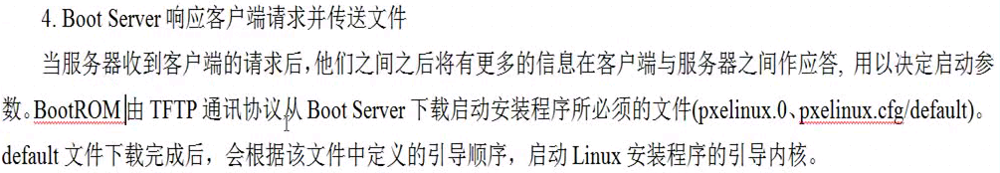 4. Boot Server 响应客户端请求并传送文件
当服务器收到客户端的请求后,他们之间之后将有更多的信息在客户端与服务器之间作应答, 用以决定启动参
数。BootROM 由 TFTP 通讯协议从 Boot Server 下载启动安装程序所必须的文件(pxelinux.0、pxelinux.cfg/default)。
default 文件下载完成后，会根据该文件中定义的引导顺序，启动 Linux 安装程序的引导内核。